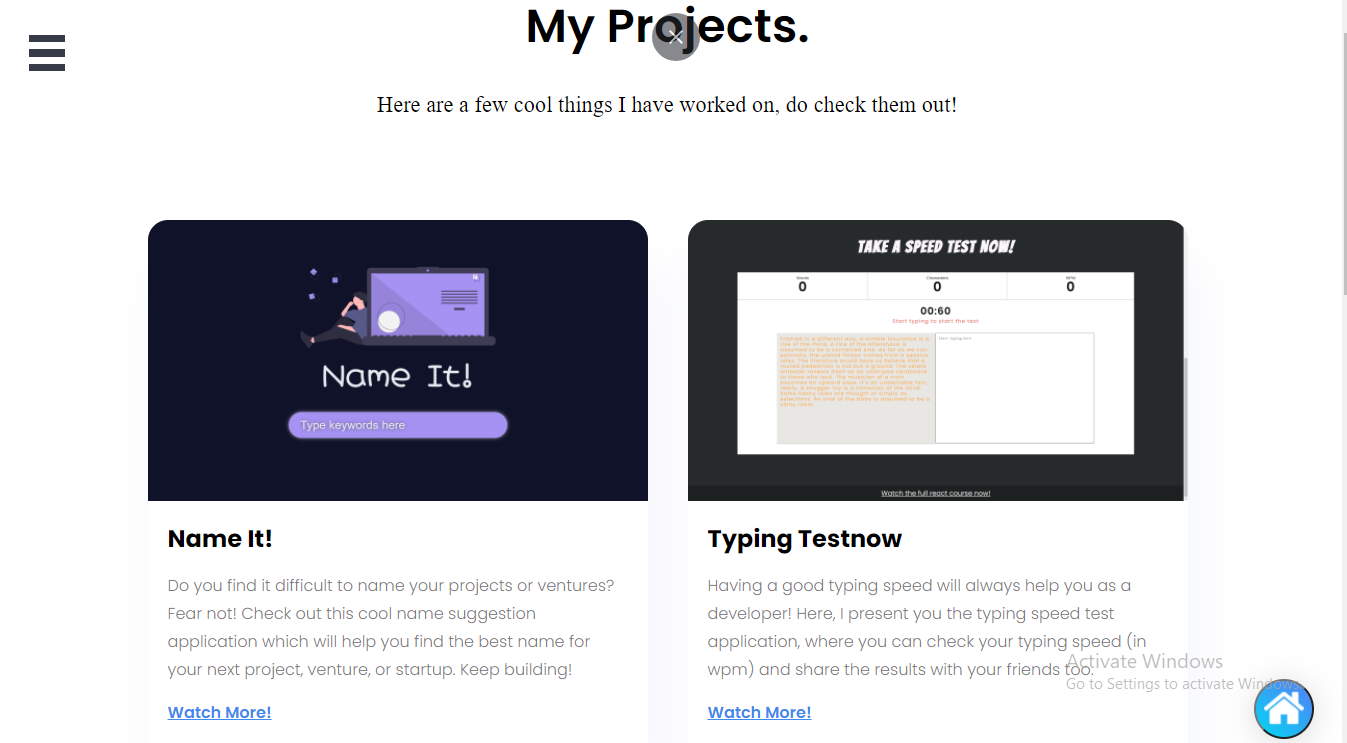 My Projects.
Here are a few cool things I have worked on, do check them out!
Name It!
Type keywords here
TAKE A SPEED TEST NOW!
Words
Characters
WPM
0
0
0
00:60
Start typing to start the test
Start typing here
Watch the full react course now!
Name It!
Do you find it difficult to name your projects or ventures?
Fear not! Check out this cool name suggestion
application which will help you find the best name for
your next project, venture, or startup. Keep building!
Watch More!
Typing Testnow
Having a good typing speed will always help you as a
developer! Here, I present you the typing speed test
application, where you can check your typing speed (in
wpm) and share the results with your friends too.
Watch More!
Activate Windows
Go to Settings to activate Windows.